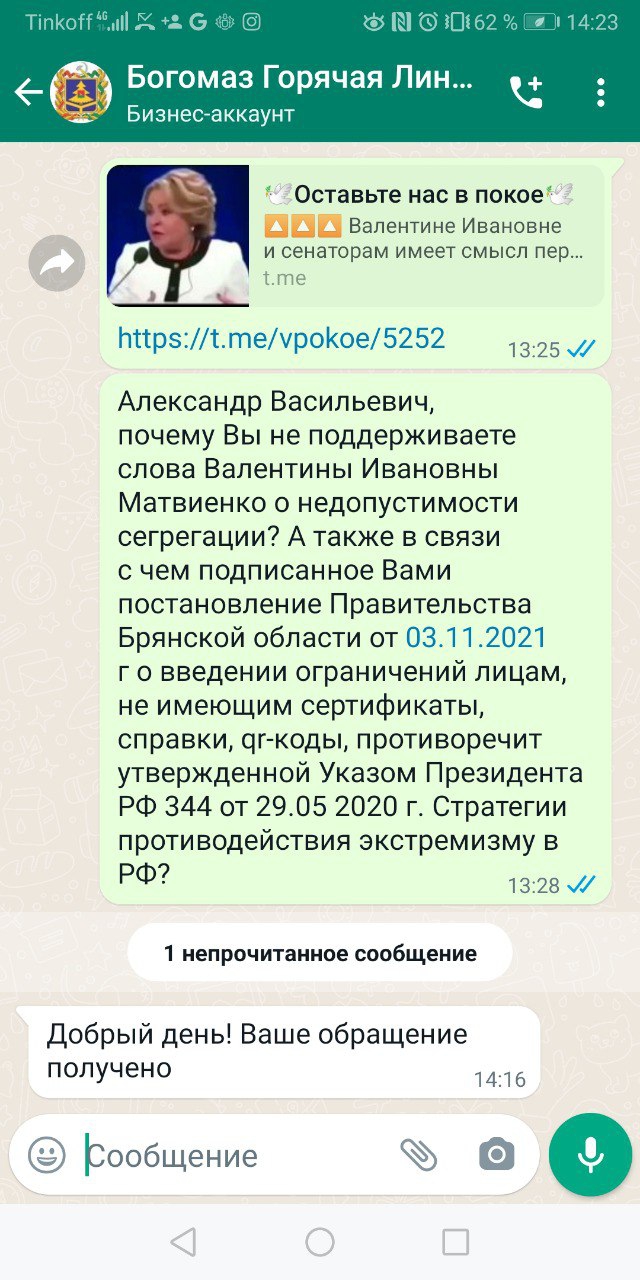 Tinkoff 4G 62 % 14:23
Богомаз Горячая Лин...
Бизнес-аккаунт
🕊Оставьте нас в покое🕊
🔼🔼🔼 Валентине Ивановне
и сенаторам имеет смысл пер...
t.me
https://t.me/vpokoe/5252
13:25
Александр Васильевич,
почему Вы не поддерживаете
слова Валентины Ивановны
Матвиенко о недопустимости
сегрегации? А также в связи
с чем подписанное Вами
постановление Правительства
Брянской области от 03.11.2021
г о введении ограничений лицам,
не имеющим сертификаты,
справки, qr-коды, противоречит
утвержденной Указом Президента
РФ 344 от 29.05 2020 г. Стратегии
противодействия экстремизму в
РФ?
13:28
1 непрочитанное сообщение
Добрый день! Ваше обращение
получено
14:16
Сообщение